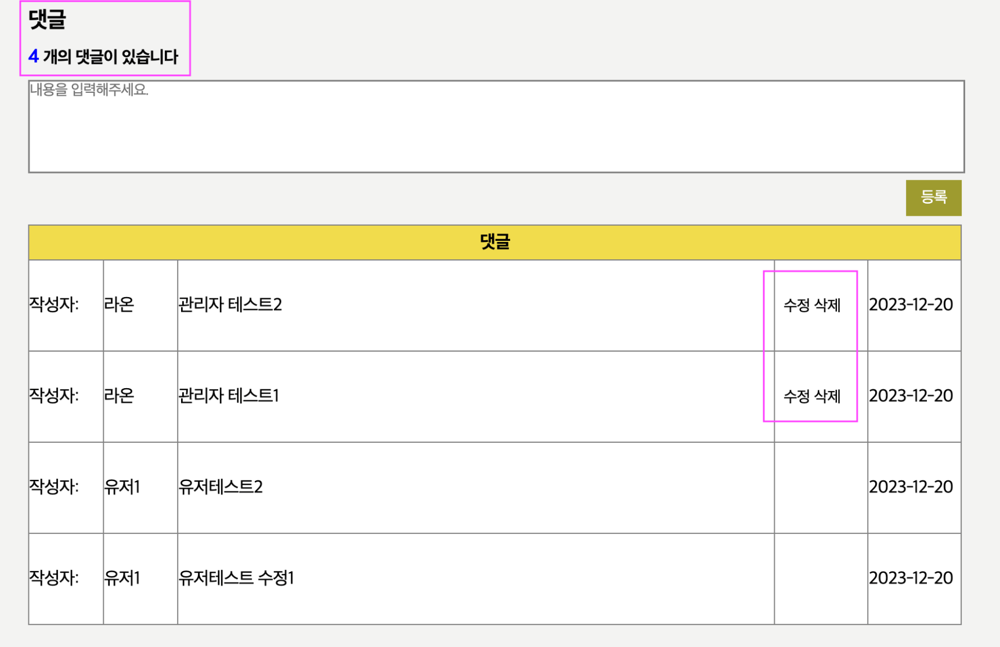 댓글
4 개의 댓글이 있습니다
내용을 입력해주세요.
등록
댓글
작성자: 라온 관리자 테스트2 수정 삭제 2023-12-20
작성자: 라온 관리자 테스트1 수정 삭제 2023-12-20
작성자: 유저1 유저테스트2 2023-12-20
작성자: 유저1 유저테스트 수정1 2023-12-20